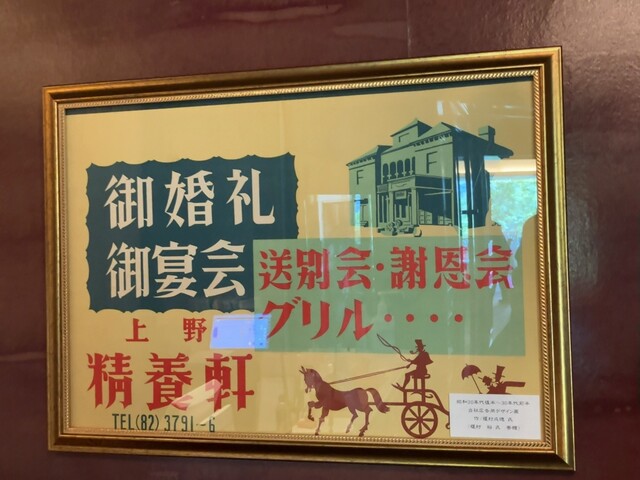 御婚礼
御宴会
送別会・謝恩会
グリル・・・・
上野
精養軒
TEL(82)3791-6